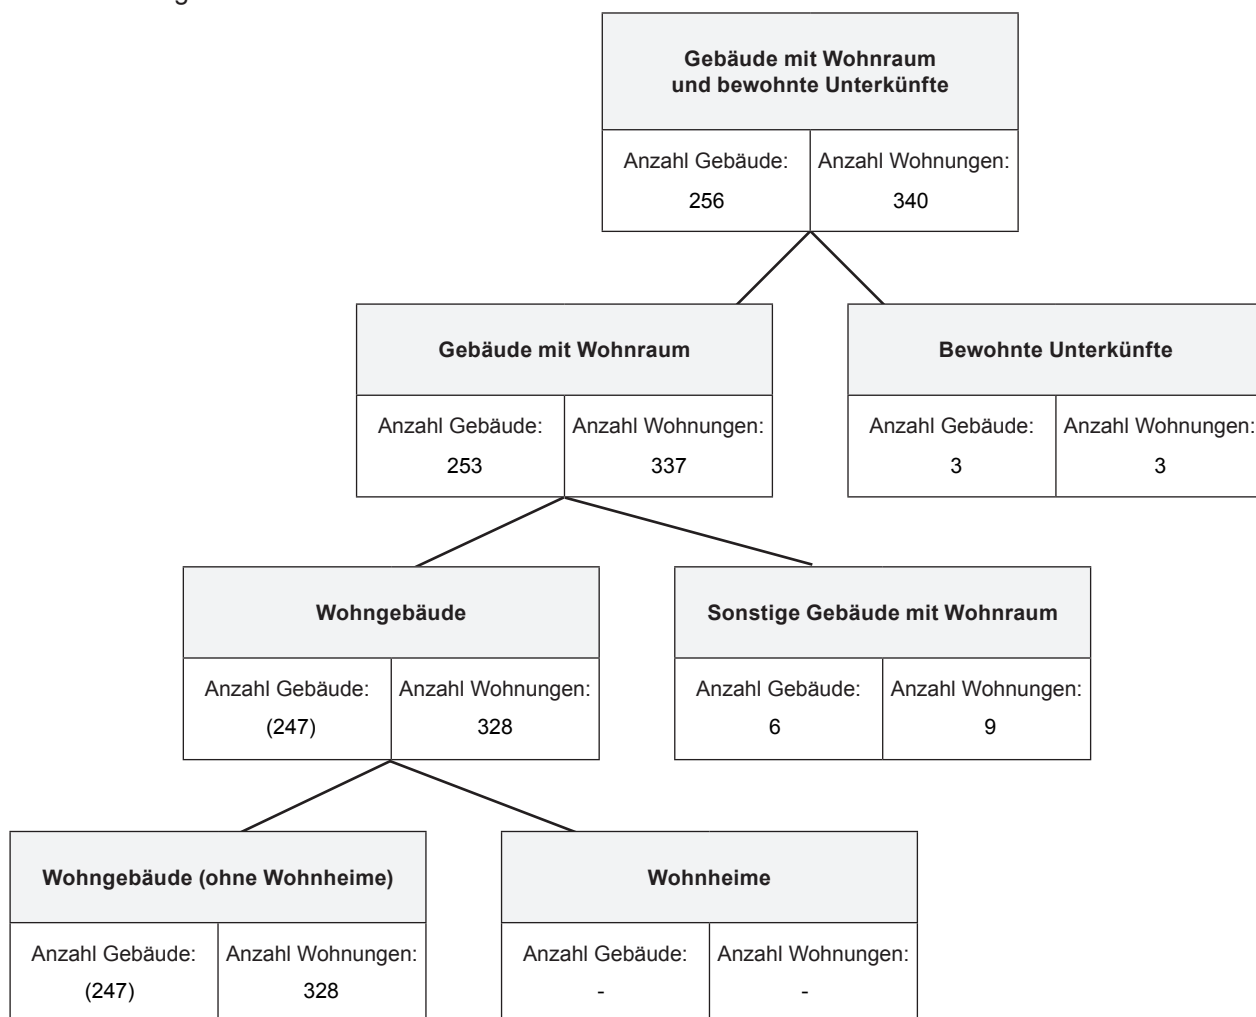 Gebäude mit Wohnraum
und bewohnte Unterkünfte
Anzahl Gebäude: Anzahl Wohnungen:
256 340
Gebäude mit Wohnraum
Anzahl Gebäude: Anzahl Wohnungen:
253 337
Bewohnte Unterkünfte
Anzahl Gebäude: Anzahl Wohnungen:
3 3
Wohngebäude
Anzahl Gebäude: Anzahl Wohnungen:
(247) 328
Sonstige Gebäude mit Wohnraum
Anzahl Gebäude: Anzahl Wohnungen:
6 9
Wohngebäude (ohne Wohnheime)
Anzahl Gebäude: Anzahl Wohnungen:
(247) 328
Wohnheime
Anzahl Gebäude: Anzahl Wohnungen:
- -